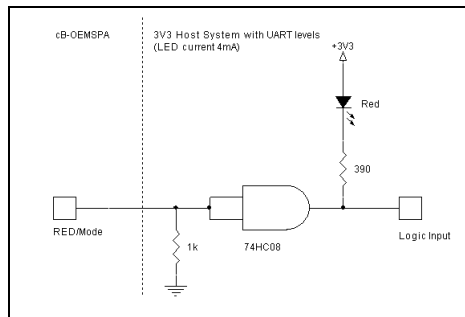 cB-OEMSPA
3V3 Host System with UART levels
(LED current 4mA)
+3V3
Red
390
RED/Mode
1k
74HC08
Logic Input